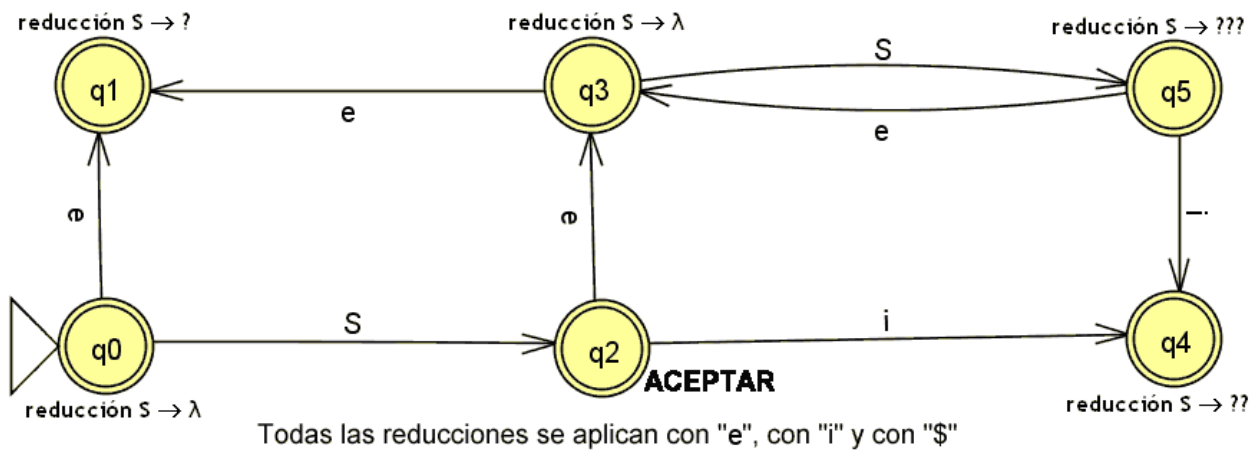 reducción S → ?
reducción S → λ
reducción S → ???
q1
q3
q5
S
e
e
e
e
i
q0
S
q2
i
q4
ACEPTAR
reducción S → λ
reducción S → ??
Todas las reducciones se aplican con "e", con "i" y con "$"